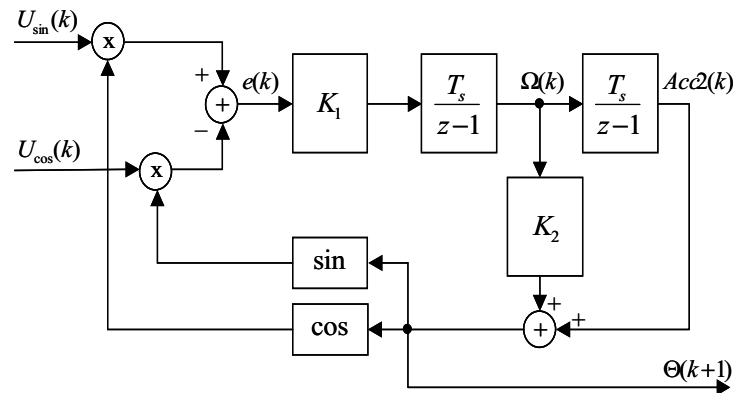 U_sin(k)
x
+
+
−
e(k)
K_1
T_s
z−1
Ω(k)
T_s
z−1
Acc2(k)
U_cos(k)
x
K_2
sin
cos
+
+
+
Θ(k+1)